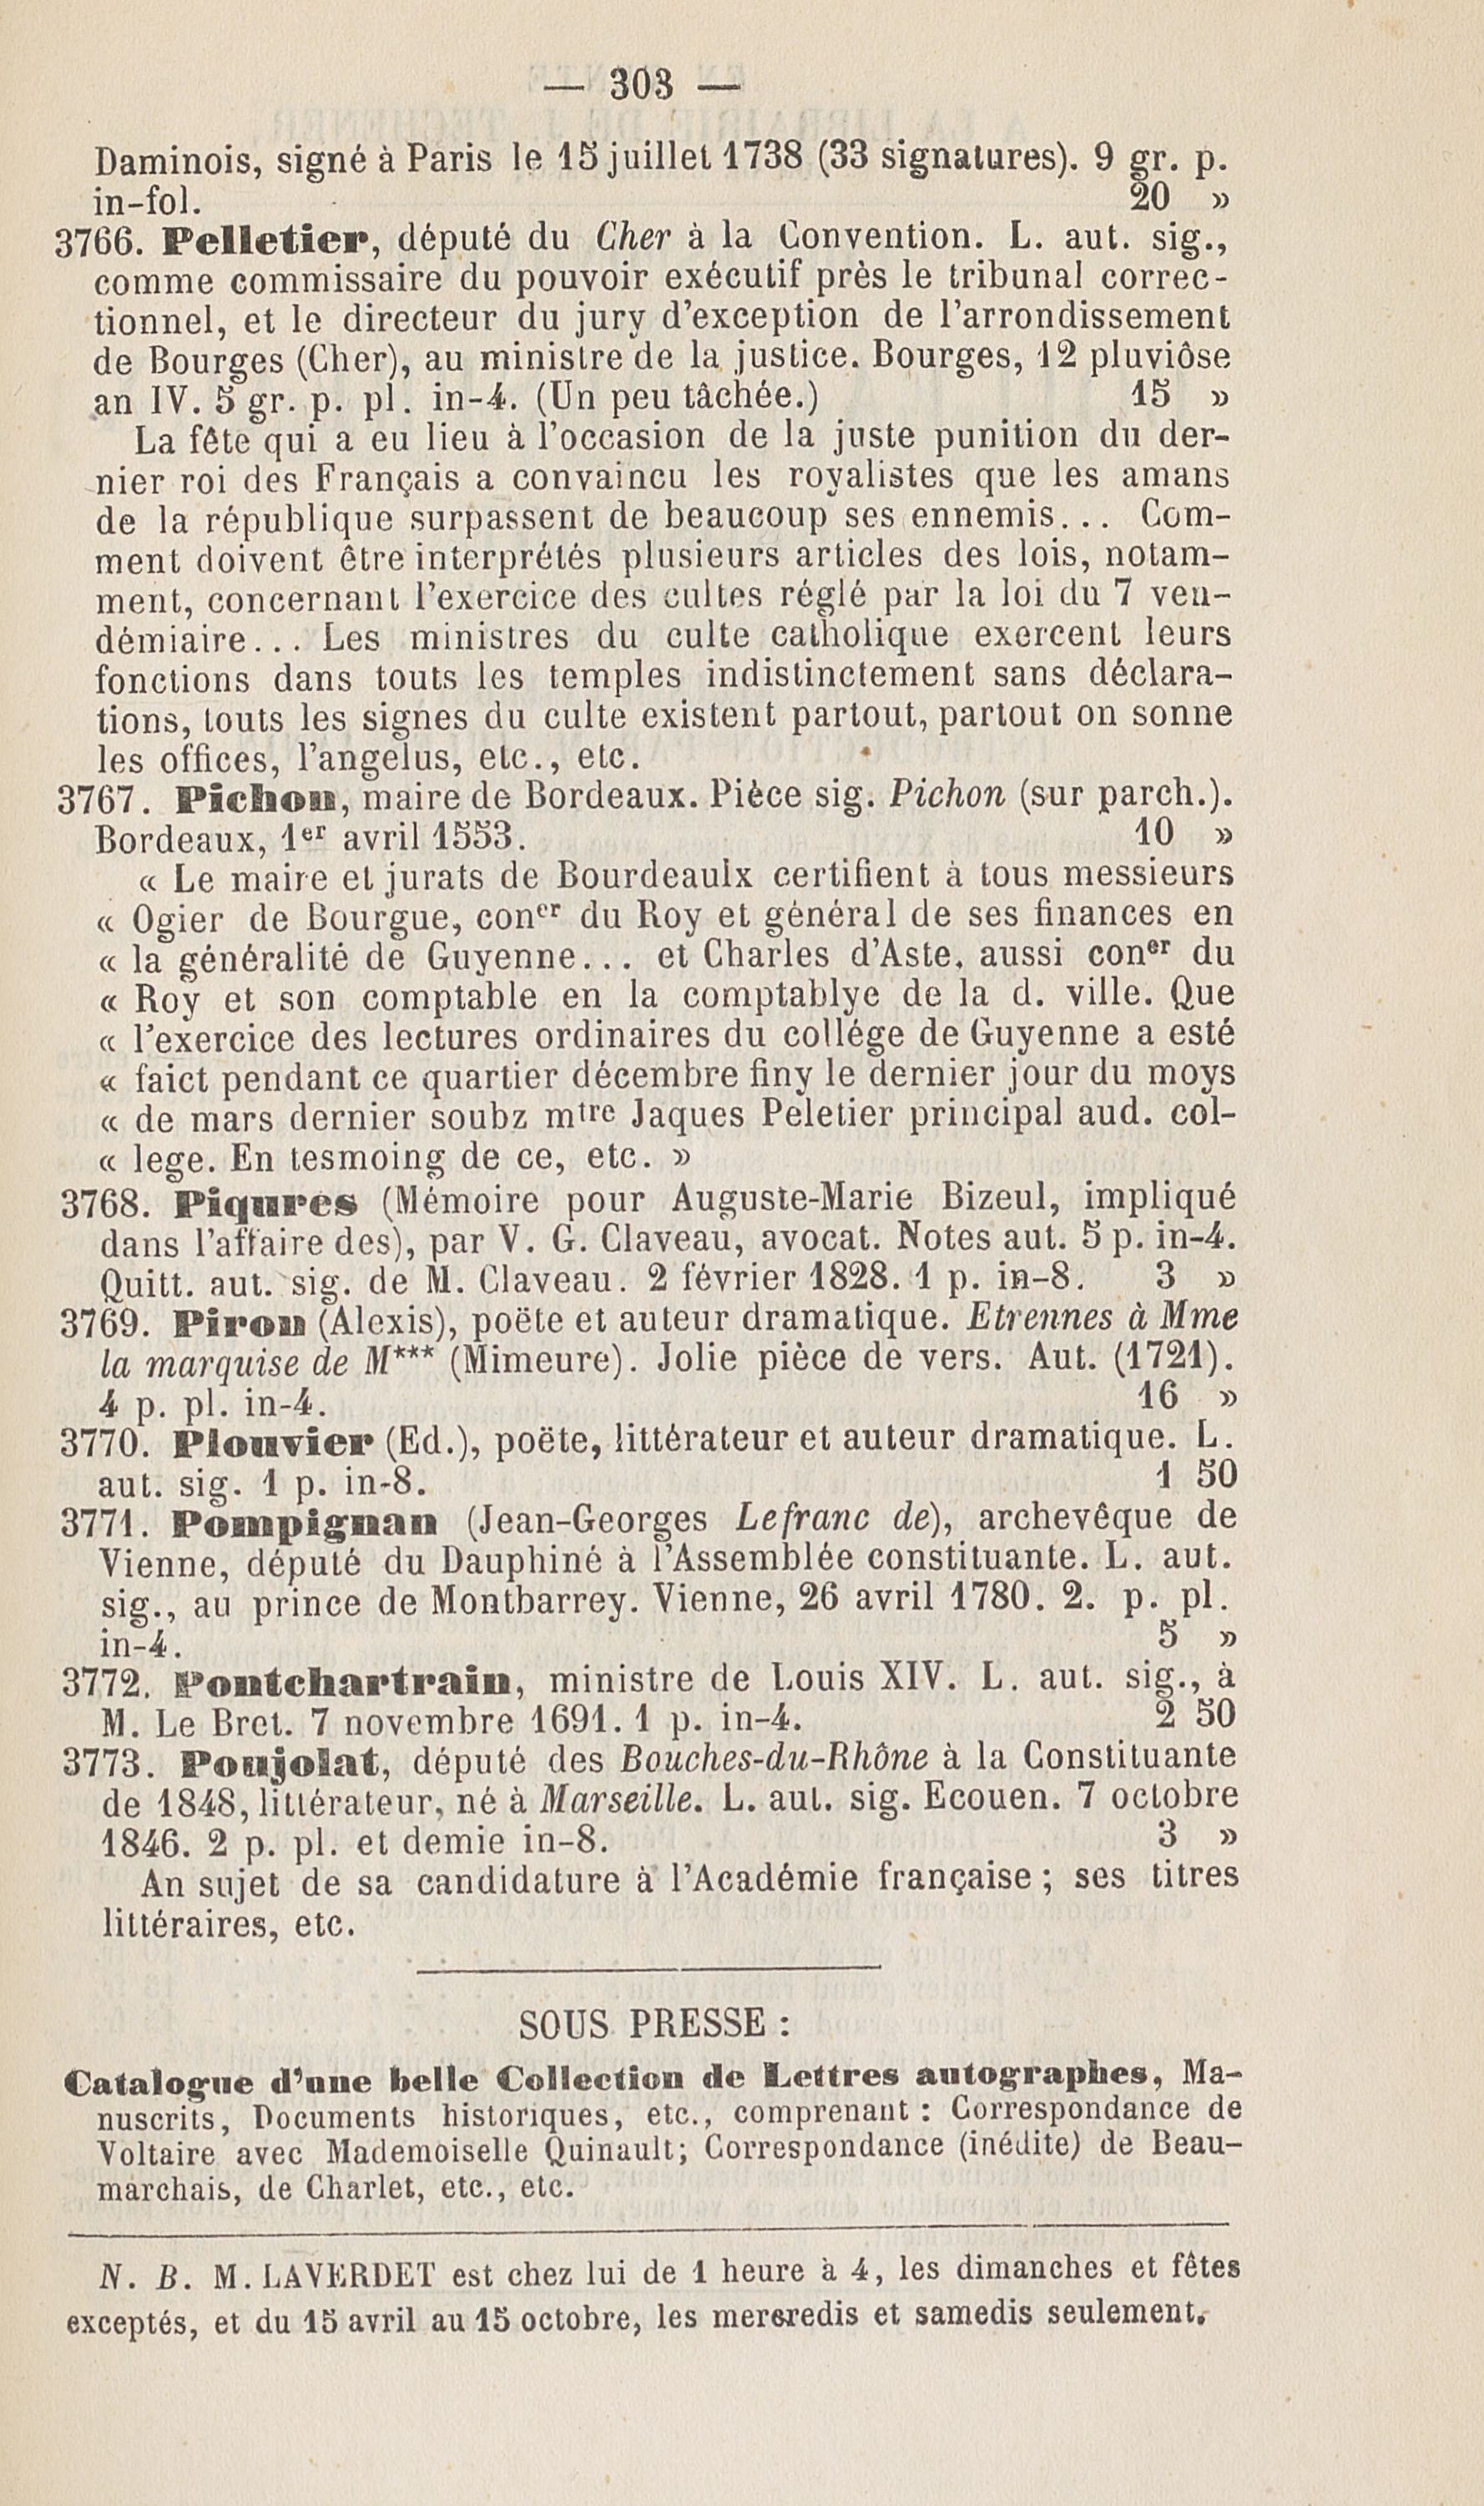 — 303 —
Daminois, signé à Paris le 15 juillet 1738 (33 signatures). 9 gr. p.
in-fol. 20 »
3766. Pelletier, député du Cher à la Convention. L. aut. sig.,
comme commissaire du pouvoir exécutif près le tribunal correc-
tionnel, et le directeur du jury d'exception de l'arrondissement
de Bourges (Cher), au ministre de la justice. Bourges, 12 pluviôse
an IV. 5 gr. p. pl. in-4. (Un peu tâchée.) 15 »
La fête qui a eu lieu à l'occasion de la juste punition du der-
nier roi des Français a convaincu les royalistes que les amans
de la république surpassent de beaucoup ses ennemis... Com-
ment doivent être interprétés plusieurs articles des lois, notam-
ment, concernant l'exercice des cultes réglé par la loi du 7 ven-
démiaire... Les ministres du culte catholique exercent leurs
fonctions dans touts les temples indistinctement sans déclara-
tions, touts les signes du culte existent partout, partout on sonne
les offices, l'angelus, etc., etc.
3767. Pichon, maire de Bordeaux. Pièce sig. Pichon (sur parch.).
Bordeaux, 1er avril 1553. 10 »
« Le maire et jurats de Bourdeaulx certifient à tous messieurs
« Ogier de Bourgue, coner du Roy et général de ses finances en
« la généralité de Guyenne... et Charles d'Aste, aussi coner du
« Roy et son comptable en la comptablye de la d. ville. Que
« l'exercice des lectures ordinaires du collége de Guyenne a esté
« faict pendant ce quartier décembre finy le dernier jour du moys
« de mars dernier soubz mtre Jaques Peletier principal aud. col-
« lege. En tesmoing de ce, etc. »
3768. Piqures (Mémoire pour Auguste-Marie Bizeul, impliqué
dans l'affaire des), par V. G. Claveau, avocat. Notes aut. 5 p. in-4.
Quitt. aut. sig. de M. Claveau. 2 février 1828. 1 p. in-8. 3 »
3769. Piron (Alexis), poëte et auteur dramatique. Etrennes à Mme
la marquise de M*** (Mimeure). Jolie pièce de vers. Aut. (1721).
4 p. pl. in-4. 16 »
3770. Plouvier (Ed.), poëte, littérateur et auteur dramatique. L.
aut. sig. 1 p. in-8. 1 50
3771. Pompignan (Jean-Georges Lefranc de), archevêque de
Vienne, député du Dauphiné à l'Assemblée constituante. L. aut.
sig., au prince de Montbarrey. Vienne, 26 avril 1780. 2. p. pl.
in-4. 5 »
3772. Pontchartrain, ministre de Louis XIV. L. aut. sig., à
M. Le Bret. 7 novembre 1691. 1 p. in-4. 2 50
3773. Poujolat, député des Bouches-du-Rhône à la Constituante
de 1848, littérateur, né à Marseille. L. aut. sig. Ecouen. 7 octobre
1846. 2 p. pl. et demie in-8. 3 »
An sujet de sa candidature à l'Académie française; ses titres
littéraires, etc.
SOUS PRESSE :
Catalogue d'une belle Collection de Lettres autographes, Ma-
nuscrits, Documents historiques, etc., comprenant : Correspondance de
Voltaire avec Mademoiselle Quinault; Correspondance (inédite) de Beau-
marchais, de Charlet, etc., etc.
N. B. M. LAVERDET est chez lui de 1 heure à 4, les dimanches et fêtes
exceptés, et du 15 avril au 15 octobre, les mercredis et samedis seulement.